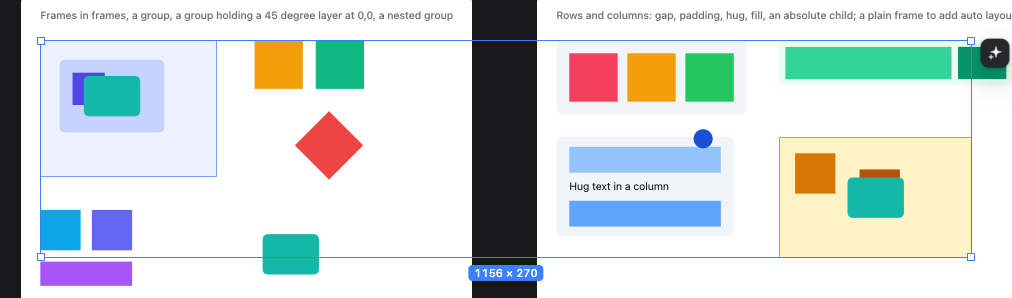 Frames in frames, a group, a group holding a 45 degree layer at 0,0, a nested group
Rows and columns: gap, padding, hug, fill, an absolute child; a plain frame to add auto layou
Hug text in a column
1156 × 270